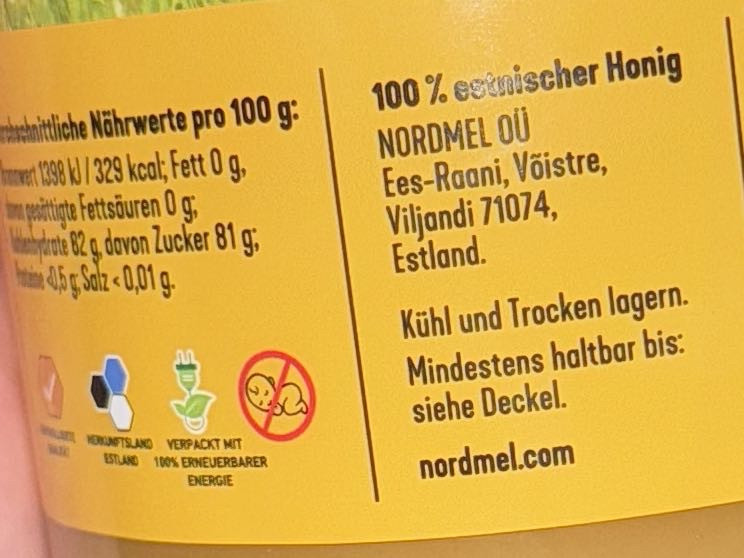 Nährwerte pro 100 g:
1398 kJ / 329 kcal; Fett 0 g,
gesättigte Fettsäuren 0 g;
82 g, davon Zucker 81 g;
<0,5 g; Salz < 0,01 g.
HERKUNFTSLAND
ESTLAND
VERPACKT MIT
100% ERNEUERBARER
ENERGIE
100 % estnischer Honig
NORDMEL OÜ
Ees-Raani, Võistre,
Viljandi 71074,
Estland.
Kühl und Trocken lagern.
Mindestens haltbar bis:
siehe Deckel.
nordmel.com